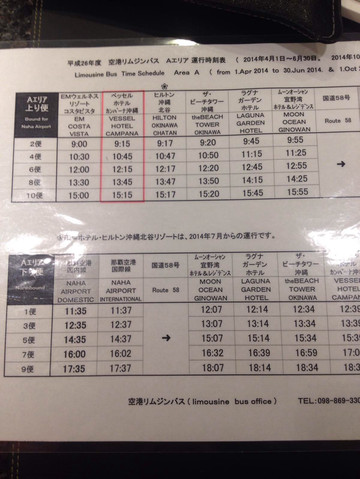 平成26年度 空港リムジンバス Aエリア 運行時刻表 ( 2014年4月1日～6月30日。 2014年10
Limousine Bus Time Schedule Area A ( from 1.Apr 2014 to 30.Jun 2014. & 1.Oct
Aエリア 上り便 Bound for Naha Airport
EMウェルネス リゾート コスタビスタ EM COSTA VISTA
ベッセル ホテル カンパーナ沖縄 VESSEL HOTEL CAMPANA
ヒルトン 沖縄 北谷 HILTON OKINAWA CHATAN
ザ・ ビーチタワー 沖縄 theBEACH TOWER OKINAWA
ラグナ ガーデン ホテル LAGUNA GARDEN HOTEL
ムーンオーシャン 宜野湾 ホテル&レジデンス MOON OCEAN GINOWAN
国道58号 Route 58
2便 9:00 9:15 9:17 9:20 9:45 9:55
4便 10:30 10:45 10:47 10:50 11:15 11:25
6便 12:00 12:15 12:17 12:20 12:45 12:55
8便 13:30 13:45 13:47 13:50 14:15 14:25
10便 15:00 15:15 15:17 15:20 15:45 15:55
→
ホテル・ヒルトン沖縄北谷リゾートは、2014年7月からの運行です。
Aエリア 下り便
NAHA AIRPORT DOMESTIC
那覇空港 国際線 NAHA AIRPORT INTERNATIONAL
国道58号 Route 58
ムーンオーシャン 宜野湾 ホテル&レジデンス MOON OCEAN GINOWAN
ラグナ ガーデン ホテル LAGUNA GARDEN HOTEL
ザ・ ビーチタワー 沖縄 theBEACH TOWER OKINAWA
ホテル VESSEL HOTEL
1便 11:35 11:37 12:07 12:14 12:34 12:39
3便 12:35 12:37 13:07 13:14 13:34
5便 14:35 14:37 → 15:07 15:14 15:34
7便 16:00 16:02 16:32 16:39 16:59
9便 17:35 17:37 18:07 18:14 18:34
空港リムジンバス ( limousine bus office ) TEL:098-869-330